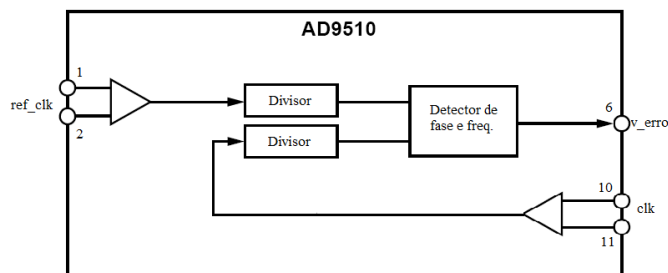 AD9510
1
ref_clk
2
Divisor
Divisor
Detector de
fase e freq.
6
v_erro
10
clk
11